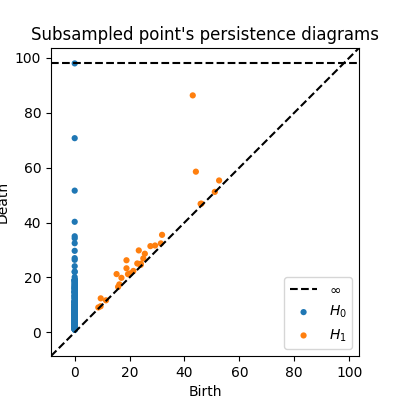 Subsampled point's persistence diagrams
100
80
60
40
20
0
Death
0 20 40 60 80 100
Birth
∞
H₀
H₁